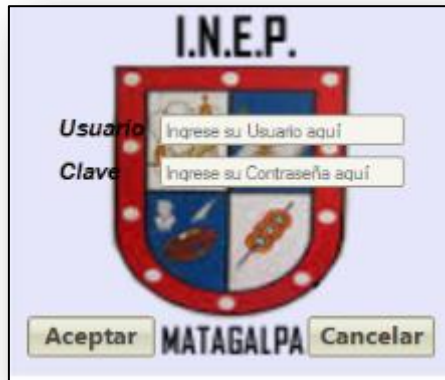 I.N.E.P.
Usuario Ingrese su Usuario aquí
Clave Ingrese su Contraseña aquí
Aceptar MATAGALPA Cancelar